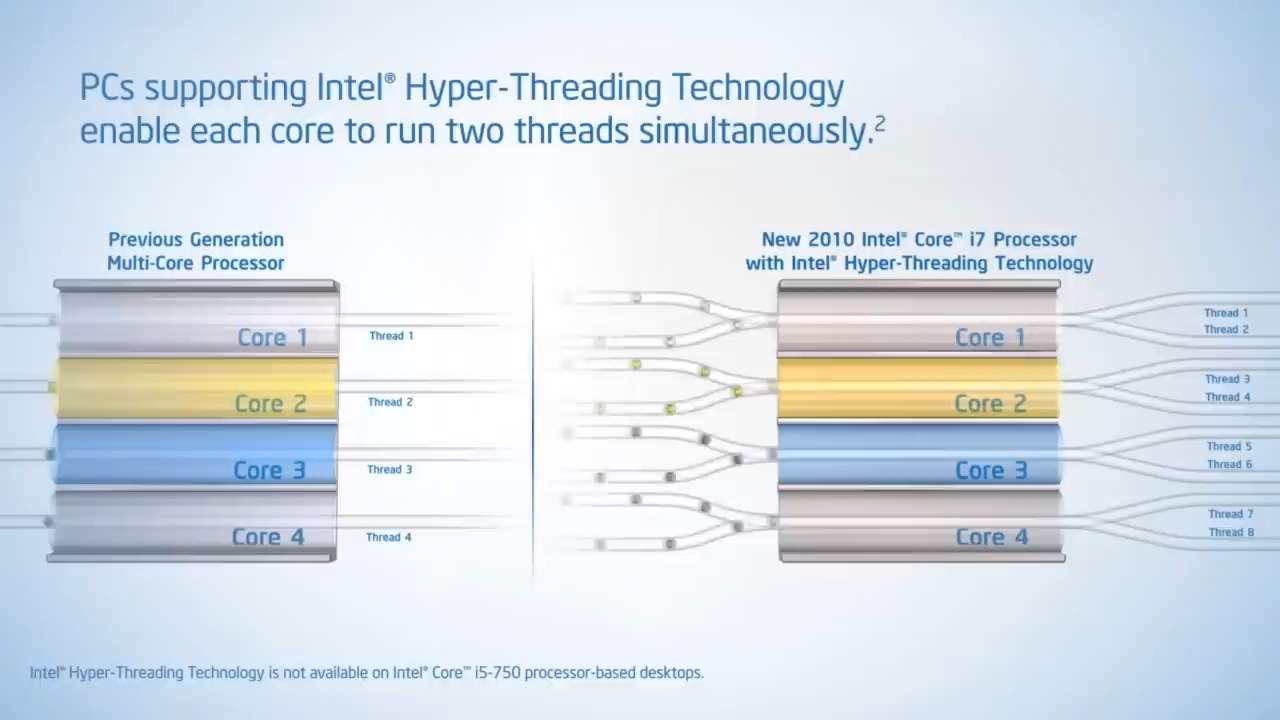 PCs supporting Intel® Hyper-Threading Technology
enable each core to run two threads simultaneously.²
Previous Generation
Multi-Core Processor
Core 1
Thread 1
Core 2
Thread 2
Core 3
Thread 3
Core 4
Thread 4
New 2010 Intel® Core™ i7 Processor
with Intel® Hyper-Threading Technology
Core 1
Thread 1
Thread 2
Core 2
Thread 3
Thread 4
Core 3
Thread 5
Thread 6
Core 4
Thread 7
Thread 8
Intel® Hyper-Threading Technology is not available on Intel® Core™ i5-750 processor-based desktops.